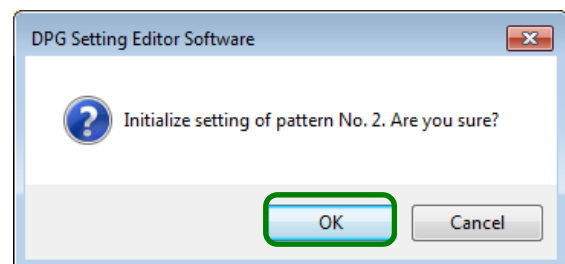 DPG Setting Editor Software
Initialize setting of pattern No. 2. Are you sure?
OK
Cancel